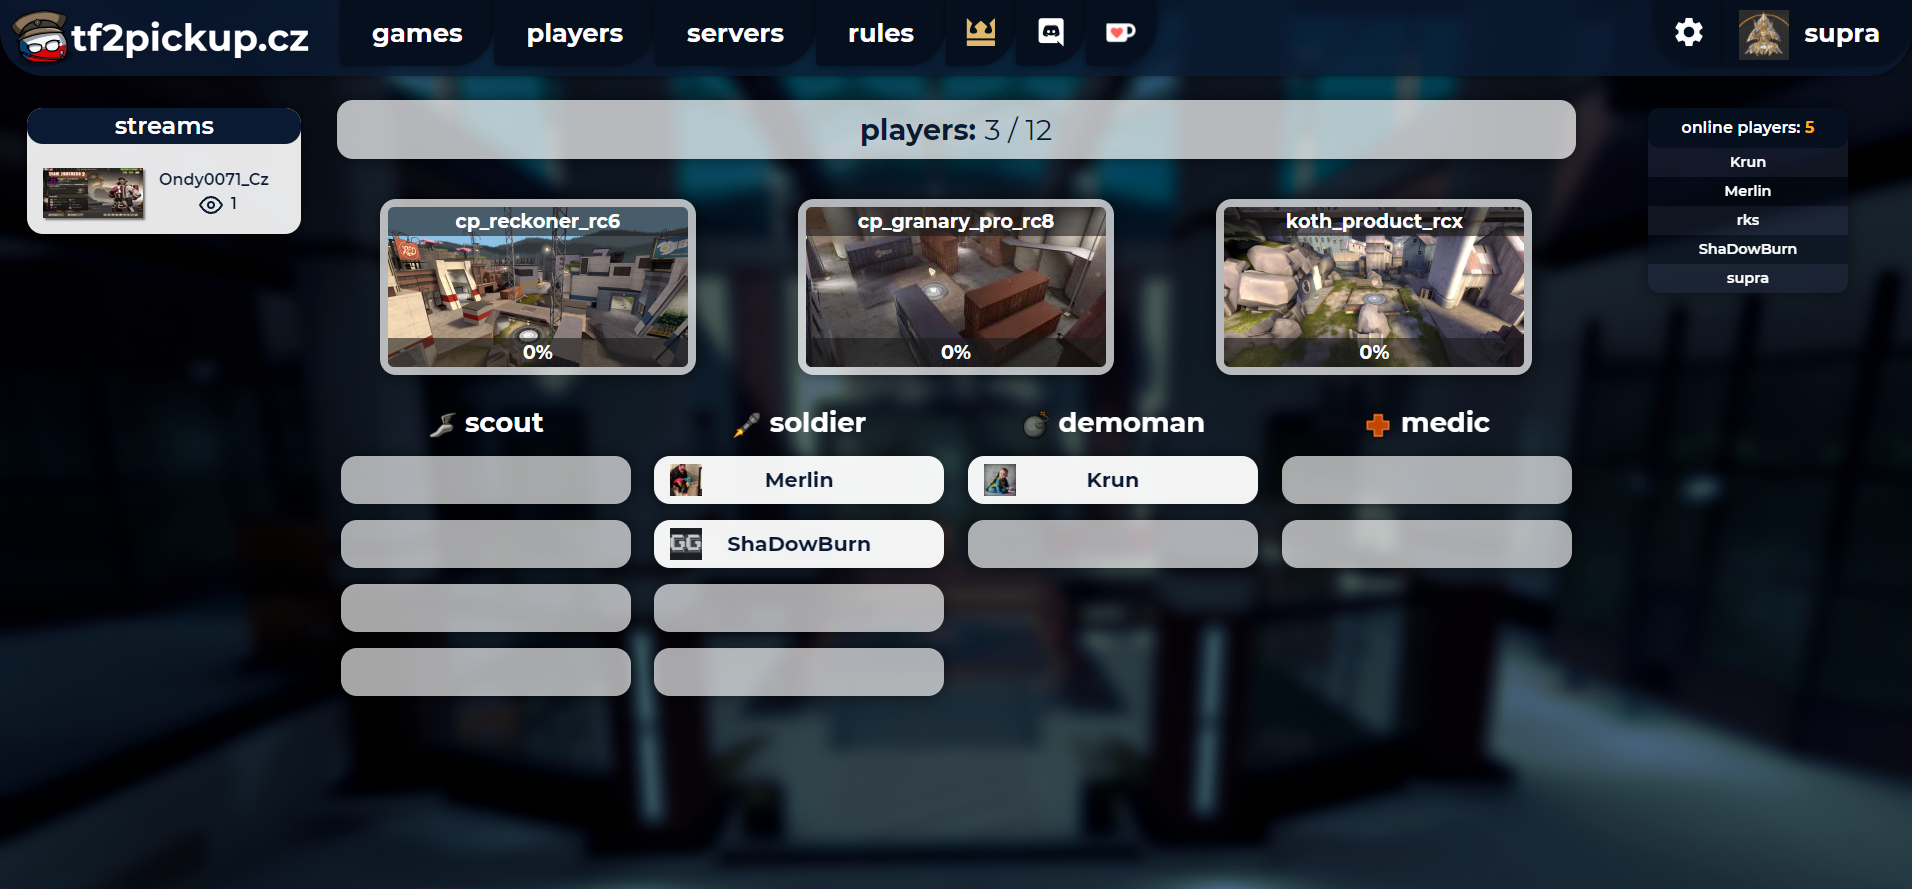 tf2pickup.cz
games
players
servers
rules
supra
streams
Ondy0071_Cz
1
players: 3 / 12
cp_reckoner_rc6
0%
cp_granary_pro_rc8
0%
koth_product_rcx
0%
scout
soldier
demoman
medic
Merlin
Krun
GG
ShaDowBurn
online players: 5
Krun
Merlin
rks
ShaDowBurn
supra